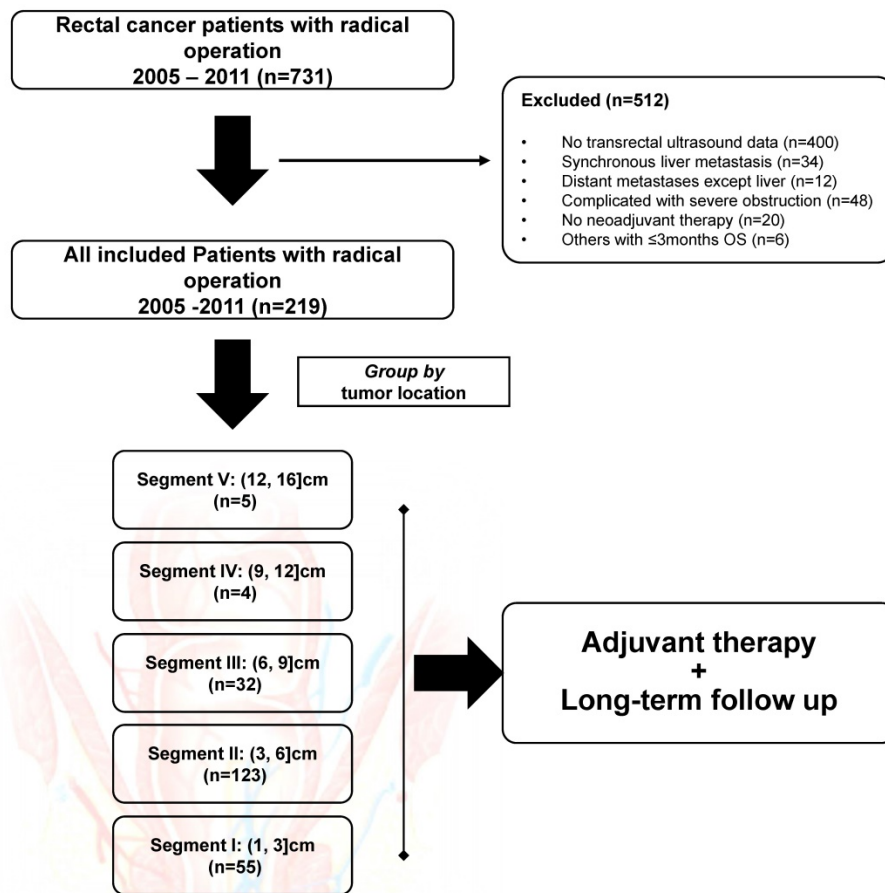 Rectal cancer patients with radical
operation
2005 – 2011 (n=731)
Excluded (n=512)
• No transrectal ultrasound data (n=400)
• Synchronous liver metastasis (n=34)
• Distant metastases except liver (n=12)
• Complicated with severe obstruction (n=48)
• No neoadjuvant therapy (n=20)
• Others with ≤3months OS (n=6)
All included Patients with radical
operation
2005 -2011 (n=219)
Group by
tumor location
Segment V: (12, 16]cm
(n=5)
Segment IV: (9, 12]cm
(n=4)
Segment III: (6, 9]cm
(n=32)
Segment II: (3, 6]cm
(n=123)
Segment I: (1, 3]cm
(n=55)
Adjuvant therapy
+
Long-term follow up